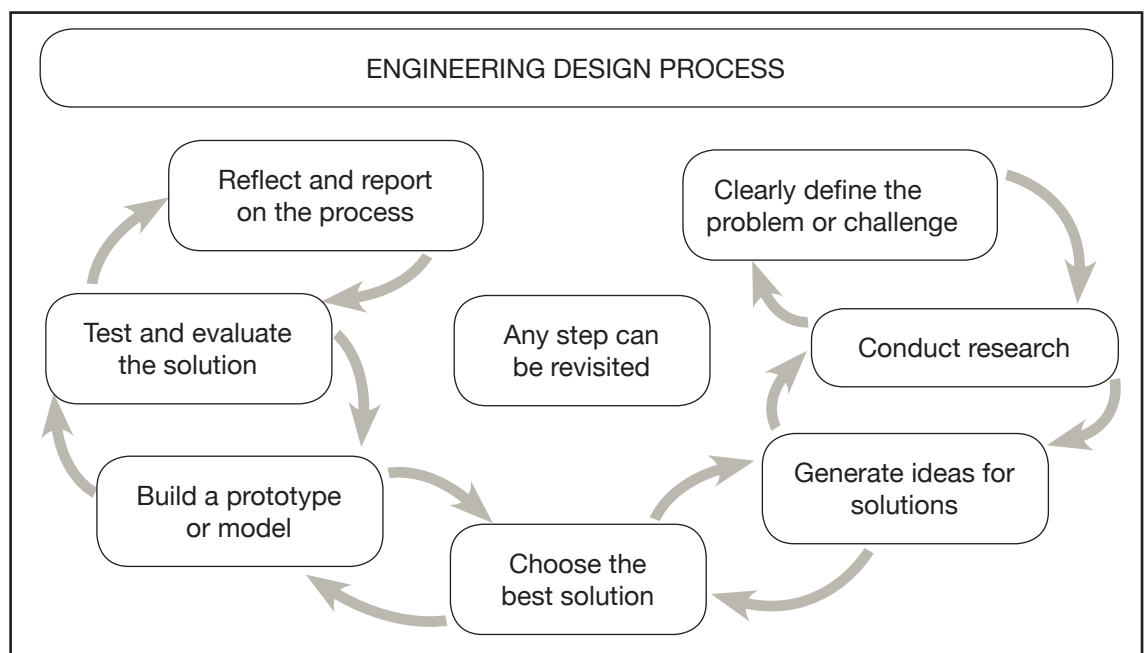 ENGINEERING DESIGN PROCESS
Reflect and report
on the process
Clearly define the
problem or challenge
Test and evaluate
the solution
Any step can
be revisited
Conduct research
Build a prototype
or model
Generate ideas for
solutions
Choose the
best solution